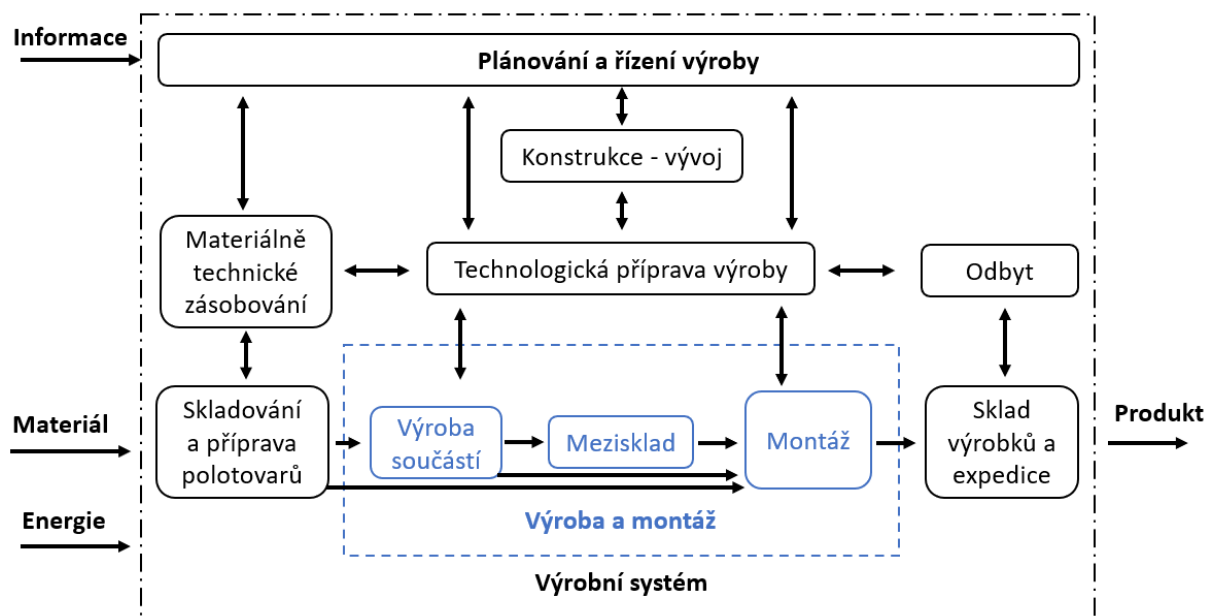 Informace
Plánování a řízení výroby
Konstrukce - vývoj
Materiálně
technické
zásobování
Technologická příprava výroby
Odbyt
Materiál
Skladování
a příprava
polotovarů
Výroba
součástí
Mezisklad
Montáž
Sklad
výrobků a
expedice
Produkt
Energie
Výroba a montáž
Výrobní systém